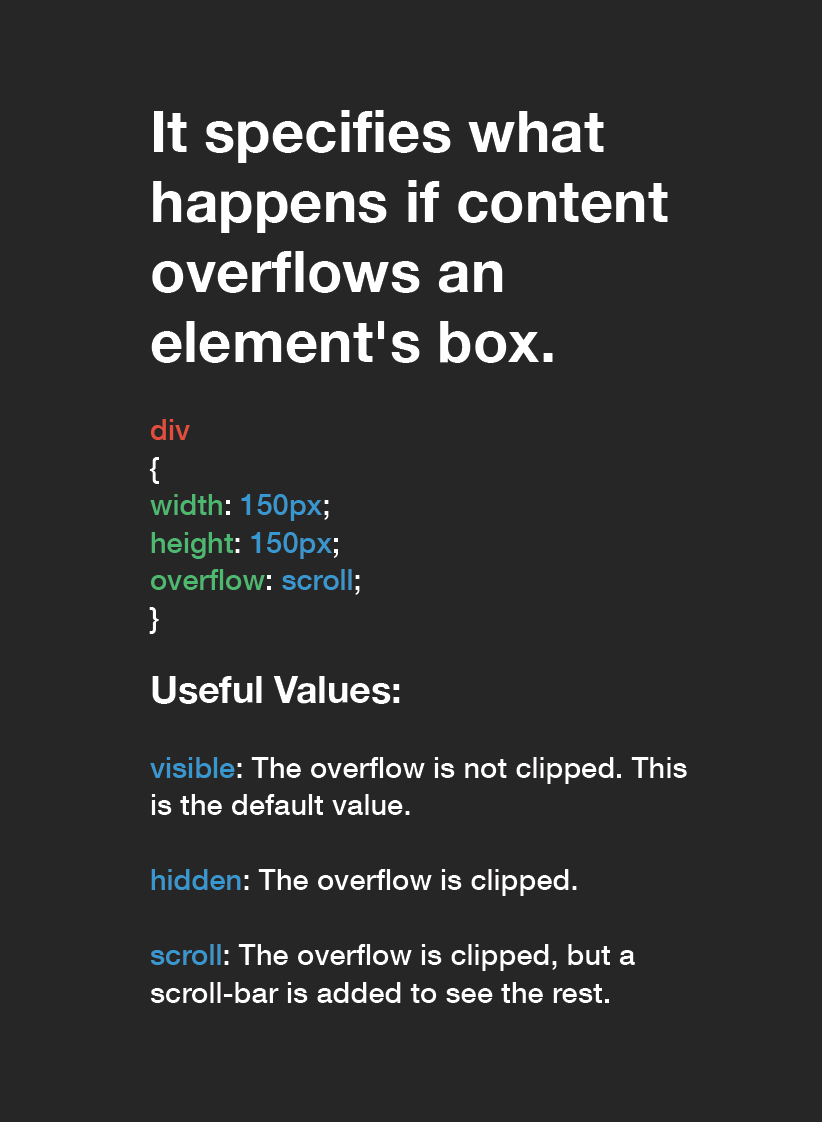 It specifies what
happens if content
overflows an
element's box.
div
{
width: 150px;
height: 150px;
overflow: scroll;
}
Useful Values:
visible: The overflow is not clipped. This
is the default value.
hidden: The overflow is clipped.
scroll: The overflow is clipped, but a
scroll-bar is added to see the rest.